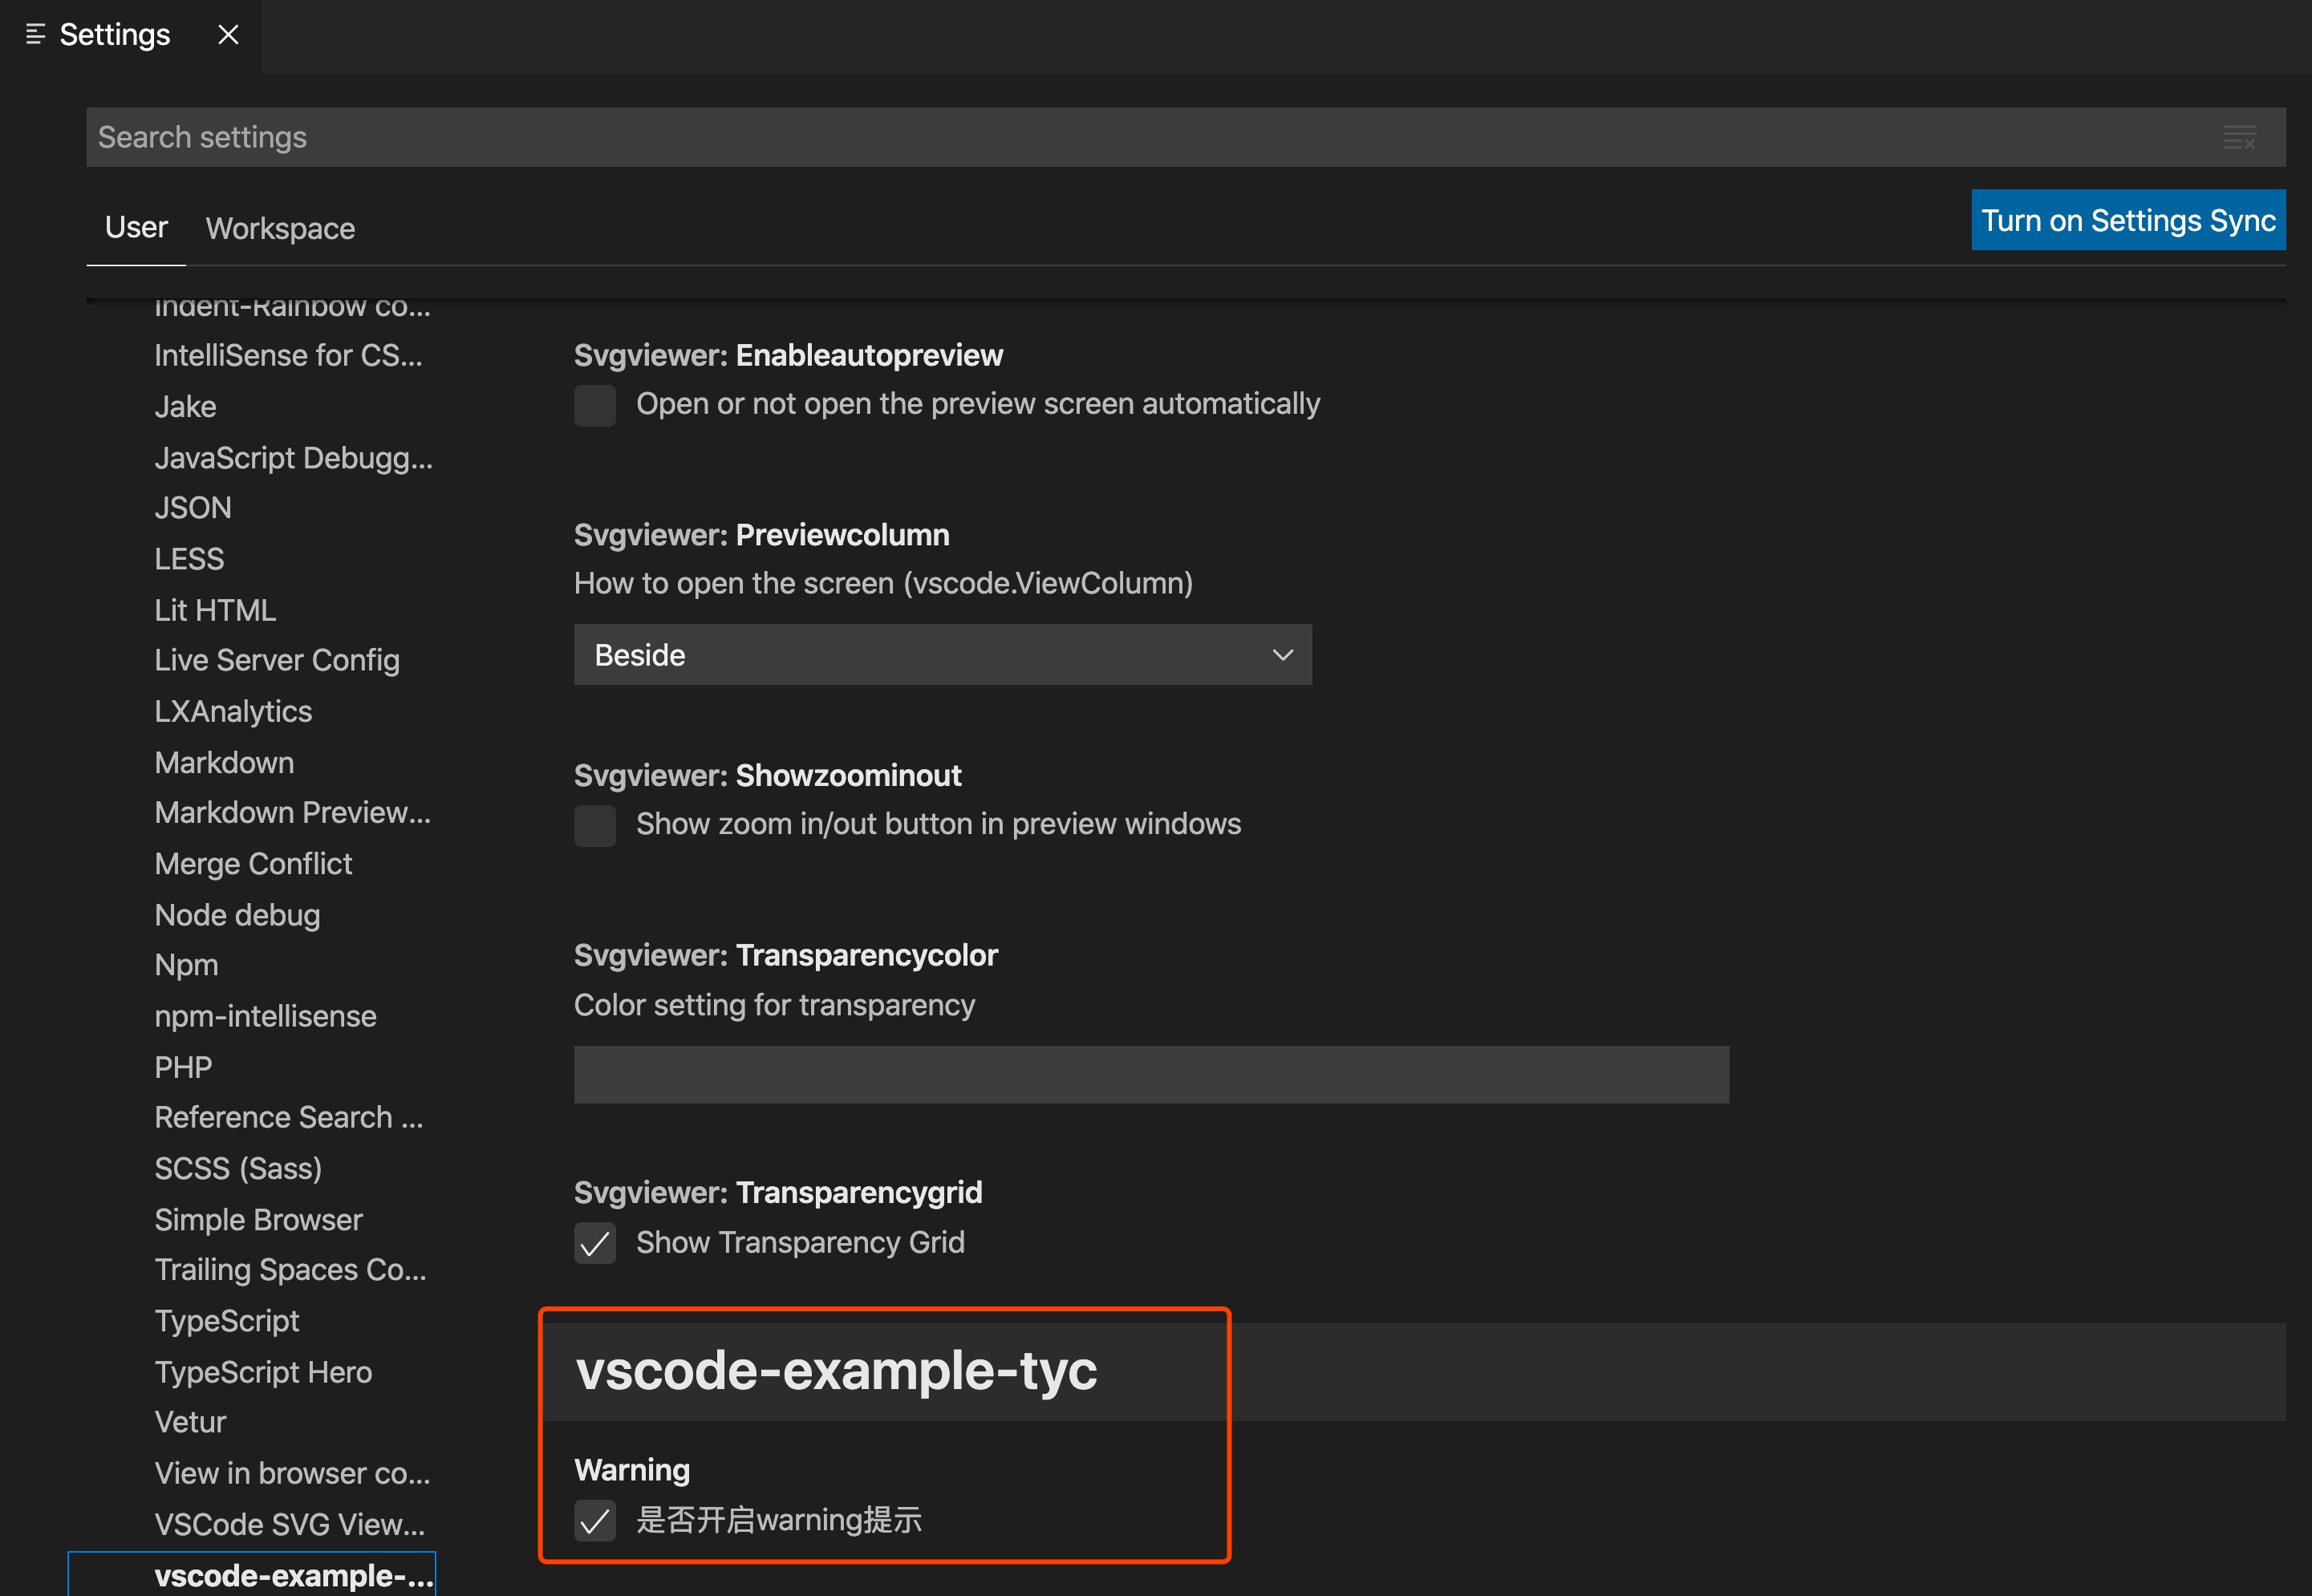 Settings
Search settings
User Workspace
Turn on Settings Sync
Indent-Rainbow co...
IntelliSense for CS...
Jake
JavaScript Debugg...
JSON
LESS
Lit HTML
Live Server Config
LXAnalytics
Markdown
Markdown Preview...
Merge Conflict
Node debug
Npm
npm-intellisense
PHP
Reference Search ...
SCSS (Sass)
Simple Browser
Trailing Spaces Co...
TypeScript
TypeScript Hero
Vetur
View in browser co...
VSCode SVG View...
vscode-example-...
Svgviewer: Enableautopreview
Open or not open the preview screen automatically
Svgviewer: Previewcolumn
How to open the screen (vscode.ViewColumn)
Beside
Svgviewer: Showzoominout
Show zoom in/out button in preview windows
Svgviewer: Transparencycolor
Color setting for transparency
Svgviewer: Transparencygrid
Show Transparency Grid
vscode-example-tyc
Warning
是否开启warning提示